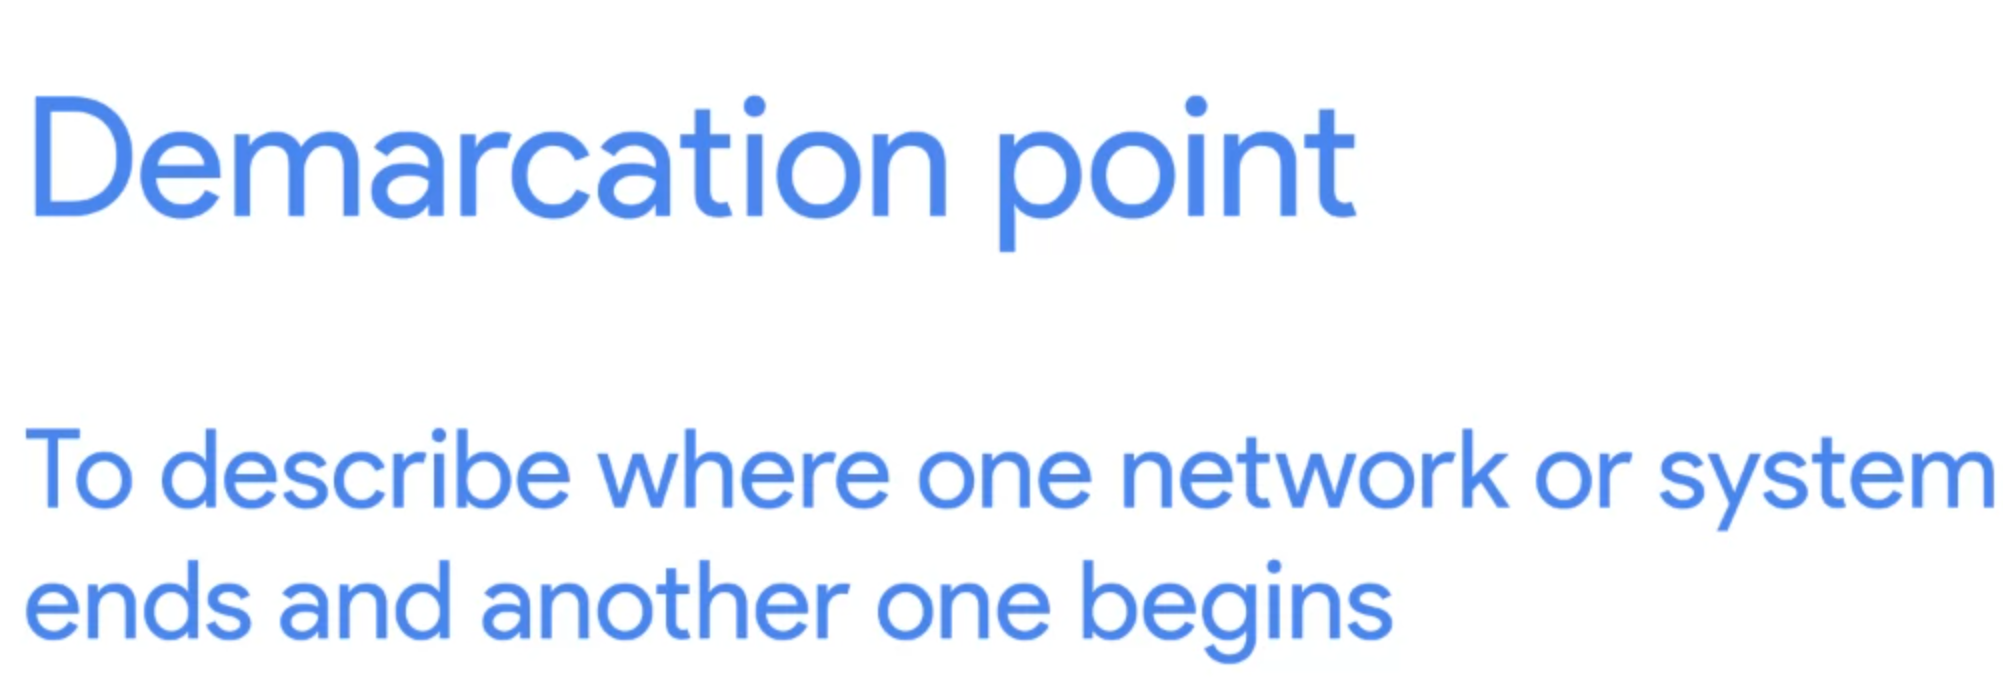 Demarcation point
To describe where one network or system
ends and another one begins